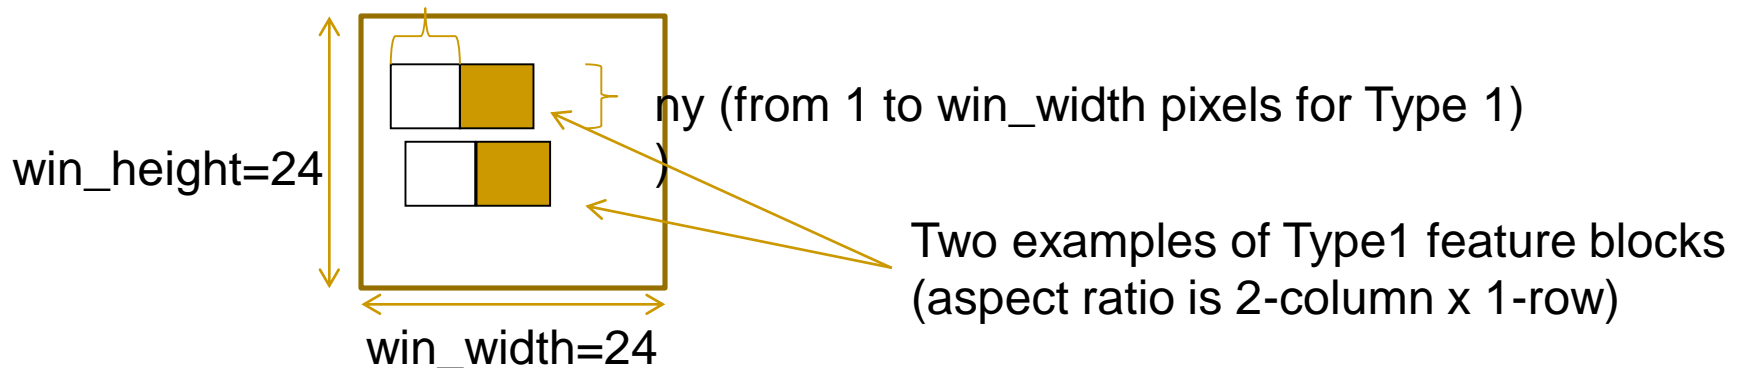 ny (from 1 to win_width pixels for Type 1)
)
win_height=24
Two examples of Type1 feature blocks
(aspect ratio is 2-column x 1-row)
win_width=24